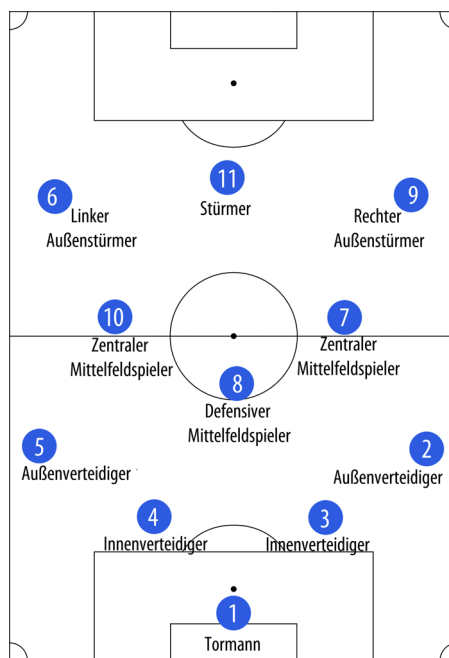 11
Stürmer
6
Linker
Außenstürmer
9
Rechter
Außenstürmer
10
Zentraler
Mittelfeldspieler
7
Zentraler
Mittelfeldspieler
8
Defensiver
Mittelfeldspieler
5
Außenverteidiger
2
Außenverteidiger
4
Innenverteidiger
3
Innenverteidiger
1
Tormann